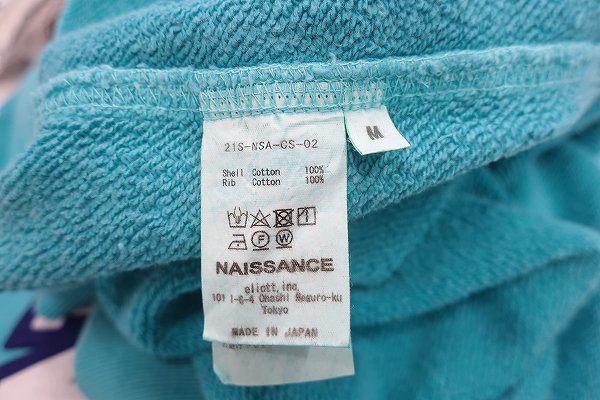 21S-NSA-CS-02
M
Shell Cotton 100%
Rib Cotton 100%
F W
NAISSANCE
eliott,inc.
101 1-6-4 Ohashi Meguro-ku
Tokyo
MADE IN JAPAN